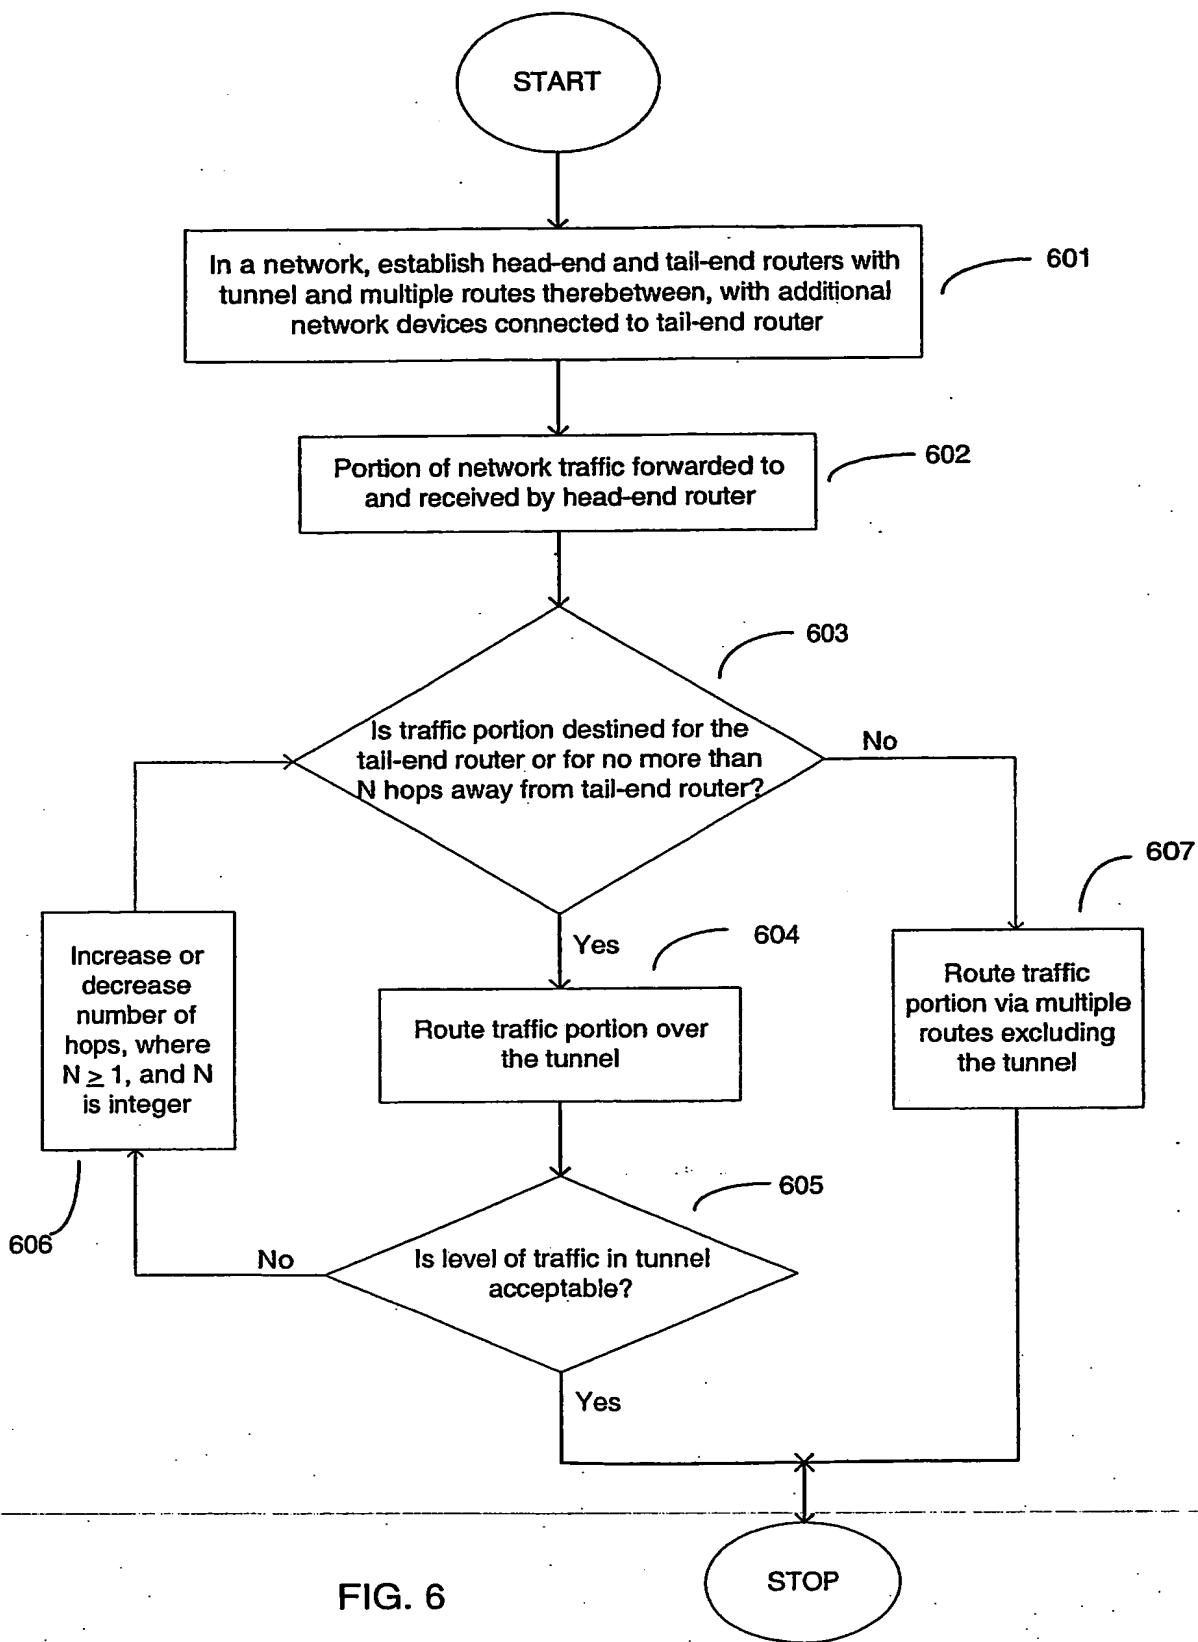 START
In a network, establish head-end and tail-end routers with
tunnel and multiple routes therebetween, with additional
network devices connected to tail-end router
601
Portion of network traffic forwarded to
and received by head-end router
602
603
Is traffic portion destined for the
tail-end router or for no more than
N hops away from tail-end router?
No
607
Yes
604
Increase or
decrease
number of
hops, where
N ≥ 1, and N
is integer
Route traffic portion over
the tunnel
Route traffic
portion via multiple
routes excluding
the tunnel
605
606
No
Is level of traffic in tunnel
acceptable?
Yes
STOP
FIG. 6